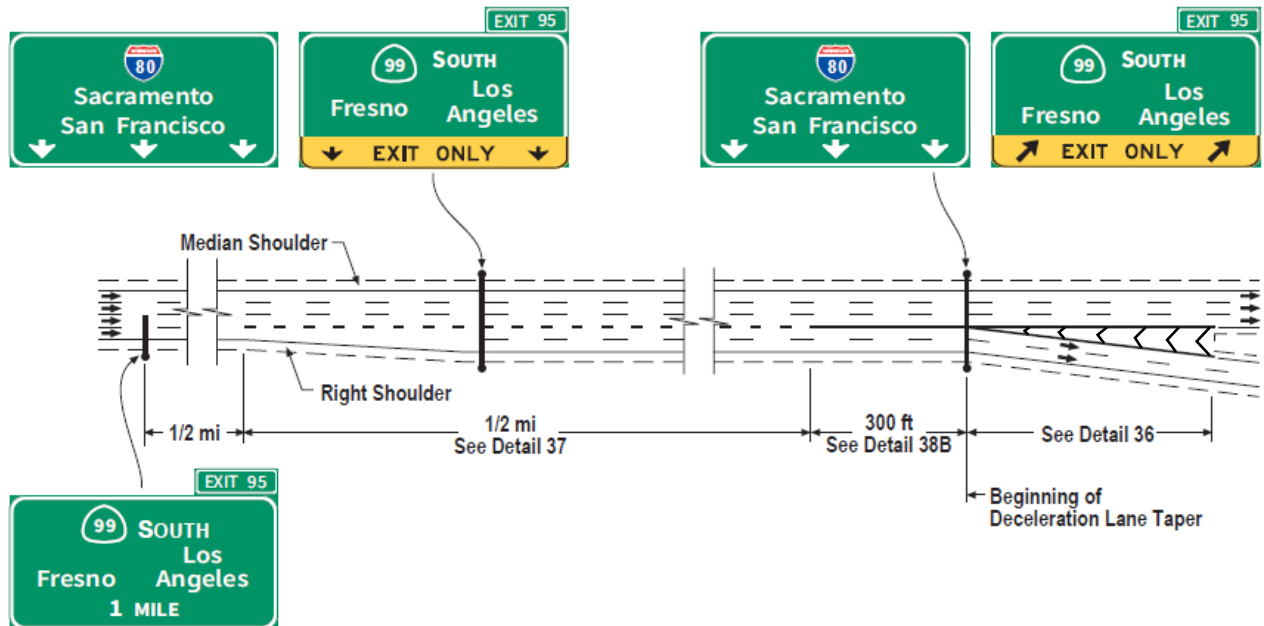 EXIT 95
EXIT 95
INTERSTATE
80
Sacramento
San Francisco
99 SOUTH
Fresno Los
Angeles
EXIT ONLY
INTERSTATE
80
Sacramento
San Francisco
99 SOUTH
Los
Fresno Angeles
EXIT ONLY
Median Shoulder
Right Shoulder
1/2 mi
1/2 mi
See Detail 37
300 ft
See Detail 38B
See Detail 36
Beginning of
Deceleration Lane Taper
EXIT 95
99 SOUTH
Los
Fresno Angeles
1 MILE